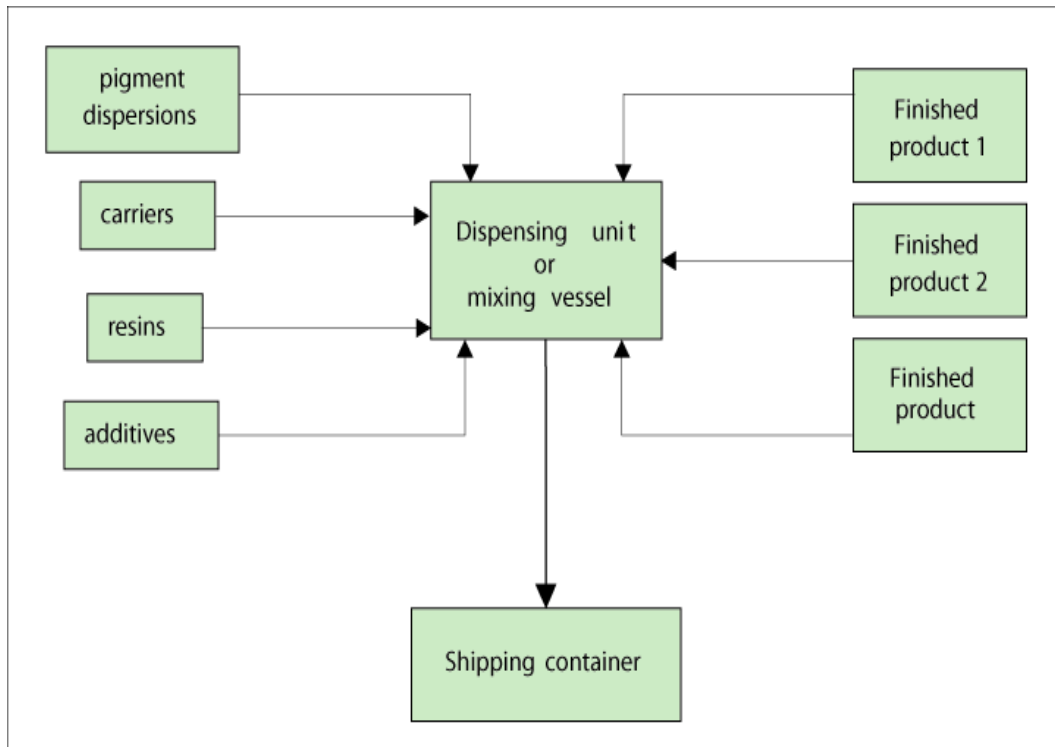 pigment
dispersions
carriers
resins
additives
Dispensing unit
or
mixing vessel
Finished
product 1
Finished
product 2
Finished
product
Shipping container